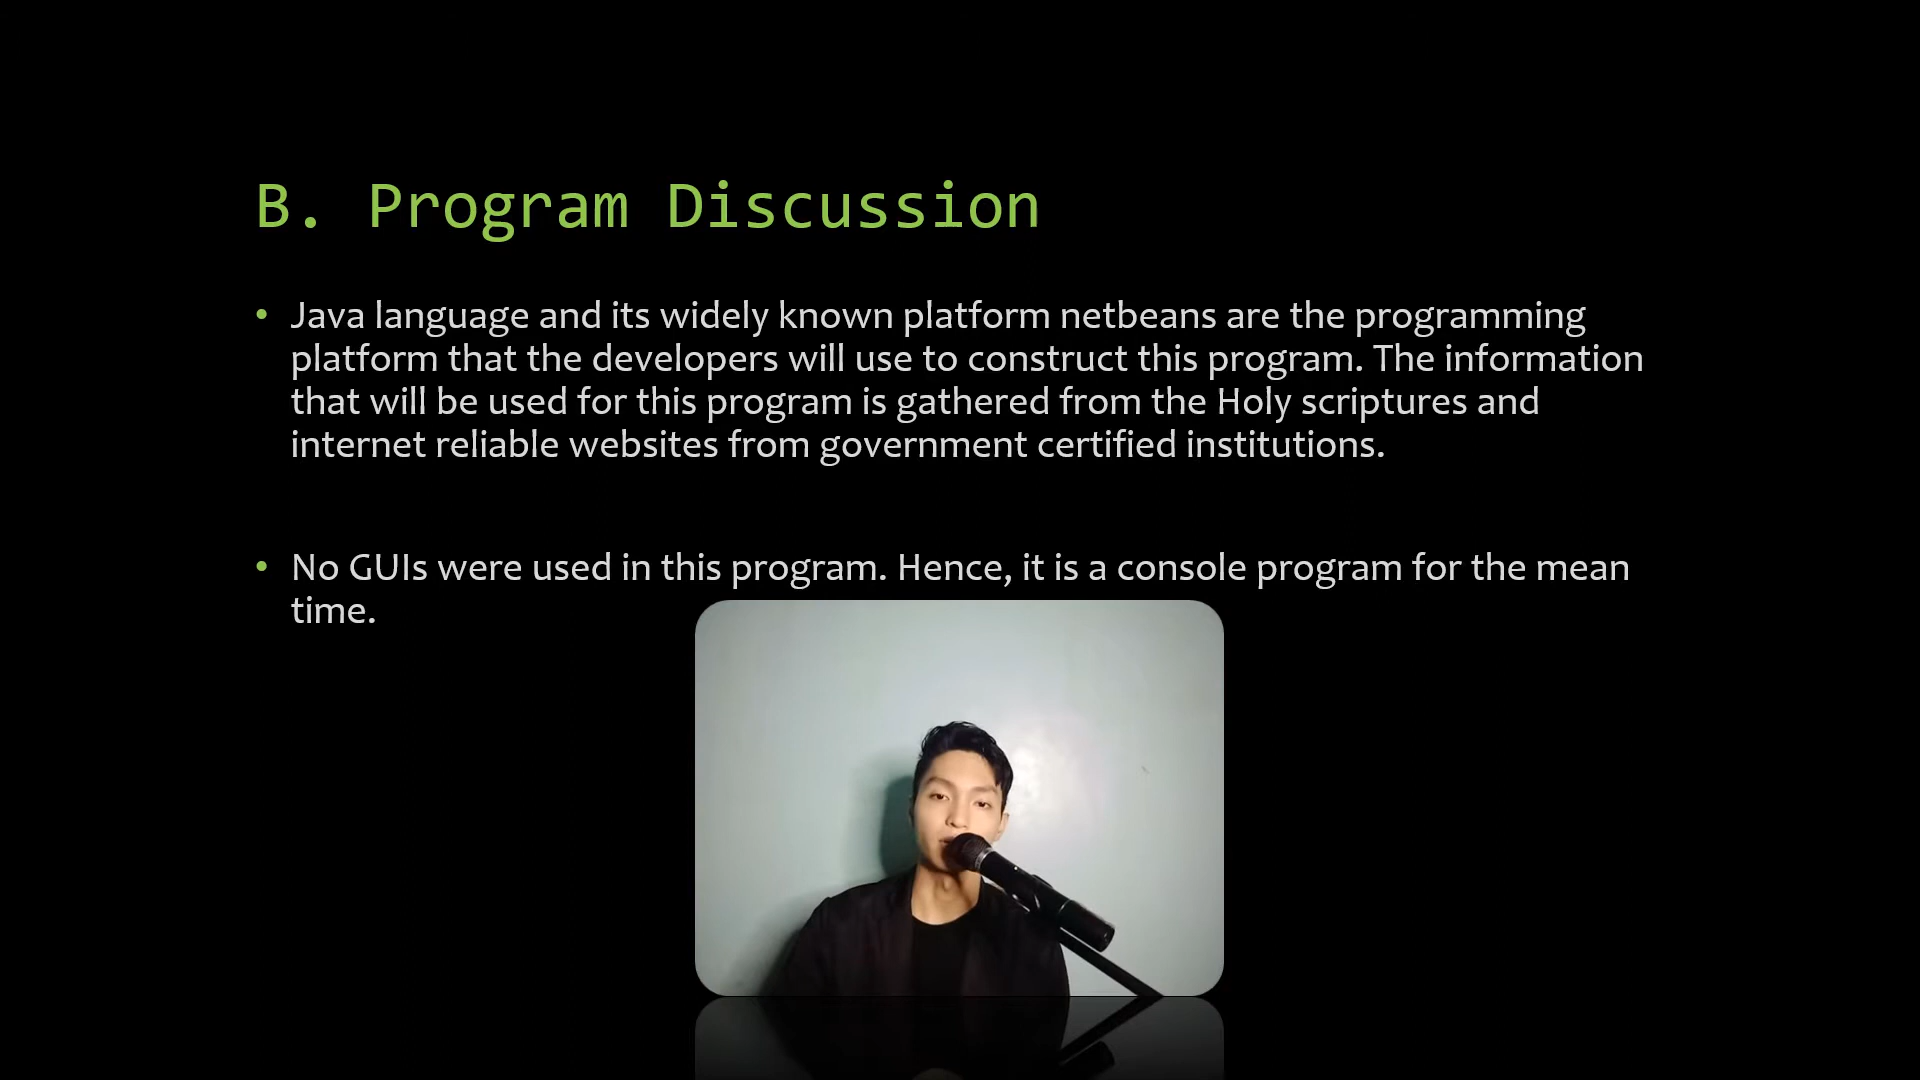 B. Program Discussion
• Java language and its widely known platform netbeans are the programming
platform that the developers will use to construct this program. The information
that will be used for this program is gathered from the Holy scriptures and
internet reliable websites from government certified institutions.
• No GUIs were used in this program. Hence, it is a console program for the mean
time.